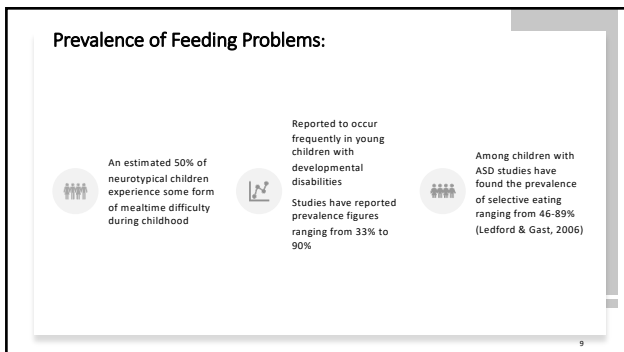 Prevalence of Feeding Problems:
An estimated 50% of
neurotypical children
experience some form
of mealtime difficulty
during childhood
Reported to occur
frequently in young
children with
developmental
disabilities
Studies have reported
prevalence figures
ranging from 33% to
90%
Among children with
ASD studies have
found the prevalence
of selective eating
ranging from 46-89%
(Ledford & Gast, 2006)
9